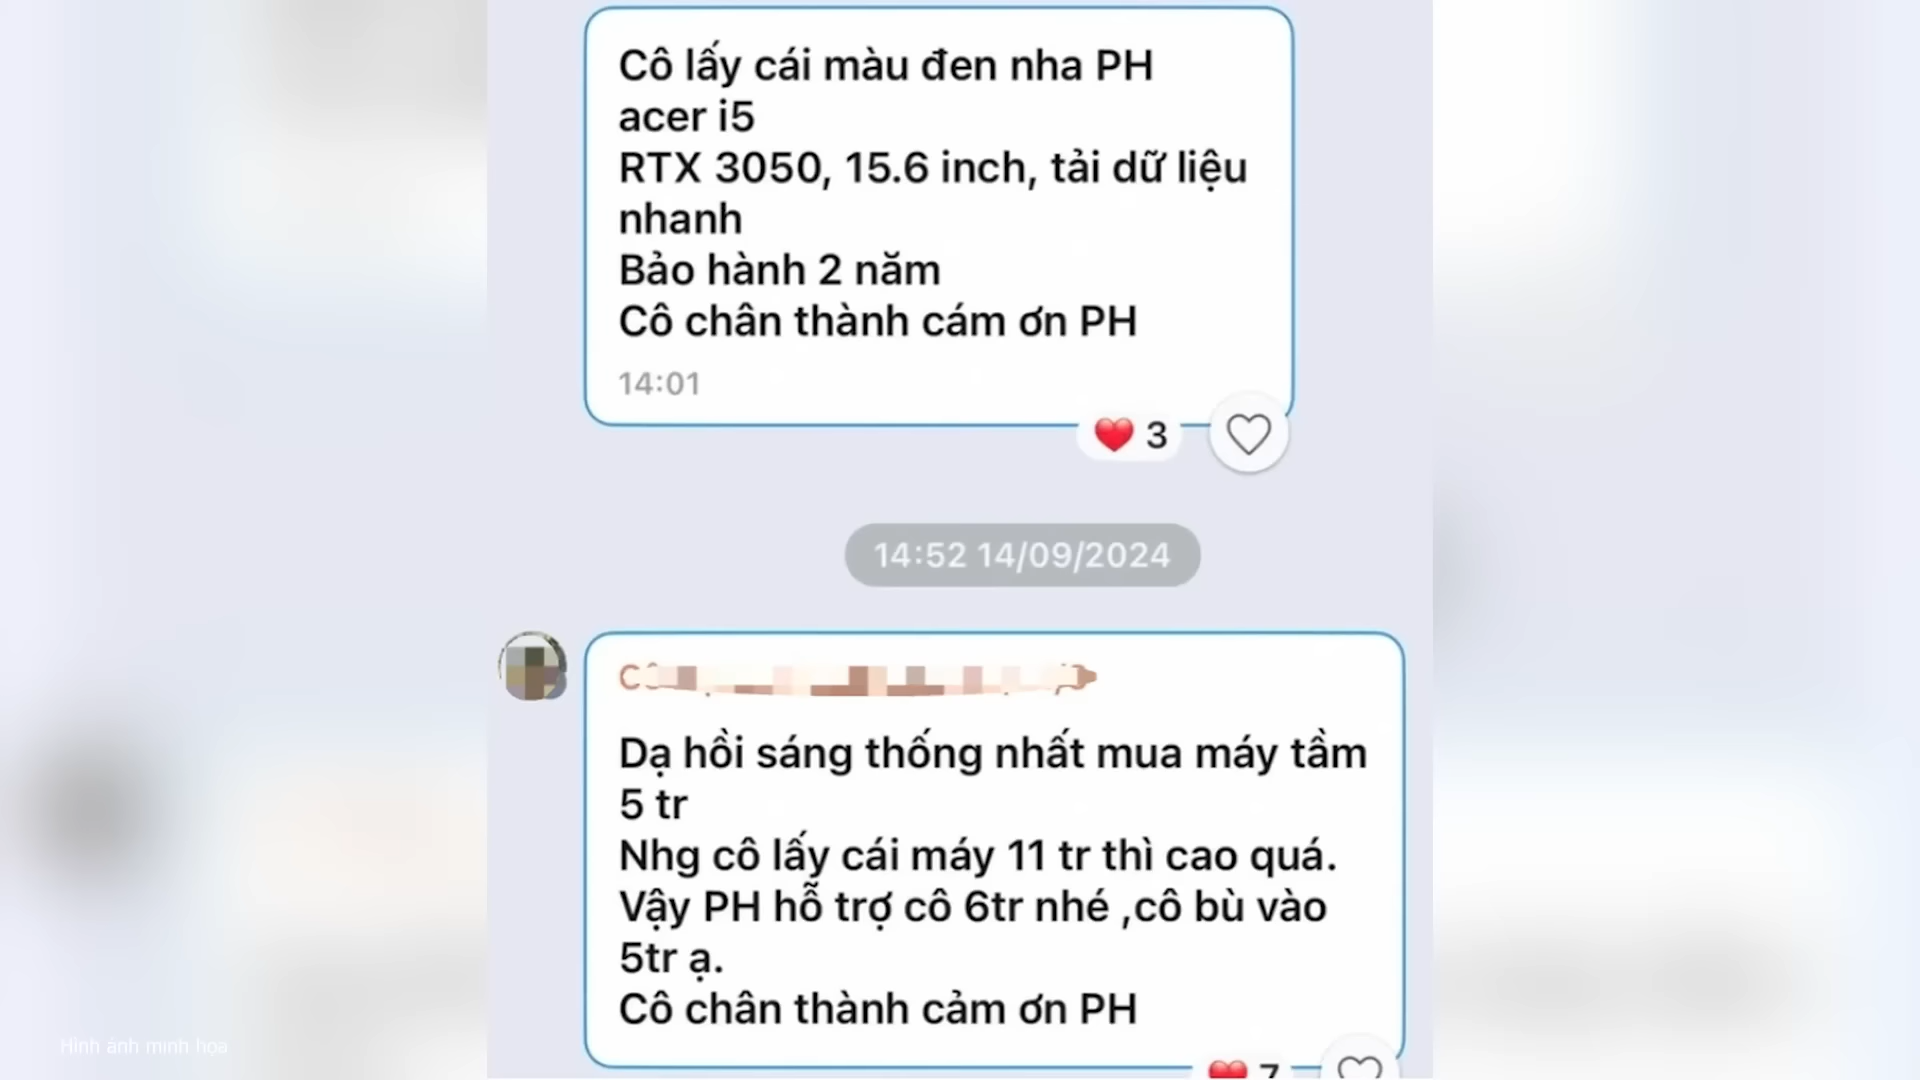 Cô lấy cái màu đen nha PH
acer i5
RTX 3050, 15.6 inch, tải dữ liệu
nhanh
Bảo hành 2 năm
Cô chân thành cám ơn PH
14:01
3
14:52 14/09/2024
Dạ hồi sáng thống nhất mua máy tầm
5 tr
Nhg cô lấy cái máy 11 tr thì cao quá.
Vậy PH hỗ trợ cô 6tr nhé ,cô bù vào
5tr ạ.
Cô chân thành cảm ơn PH
7
Hình ảnh minh họa